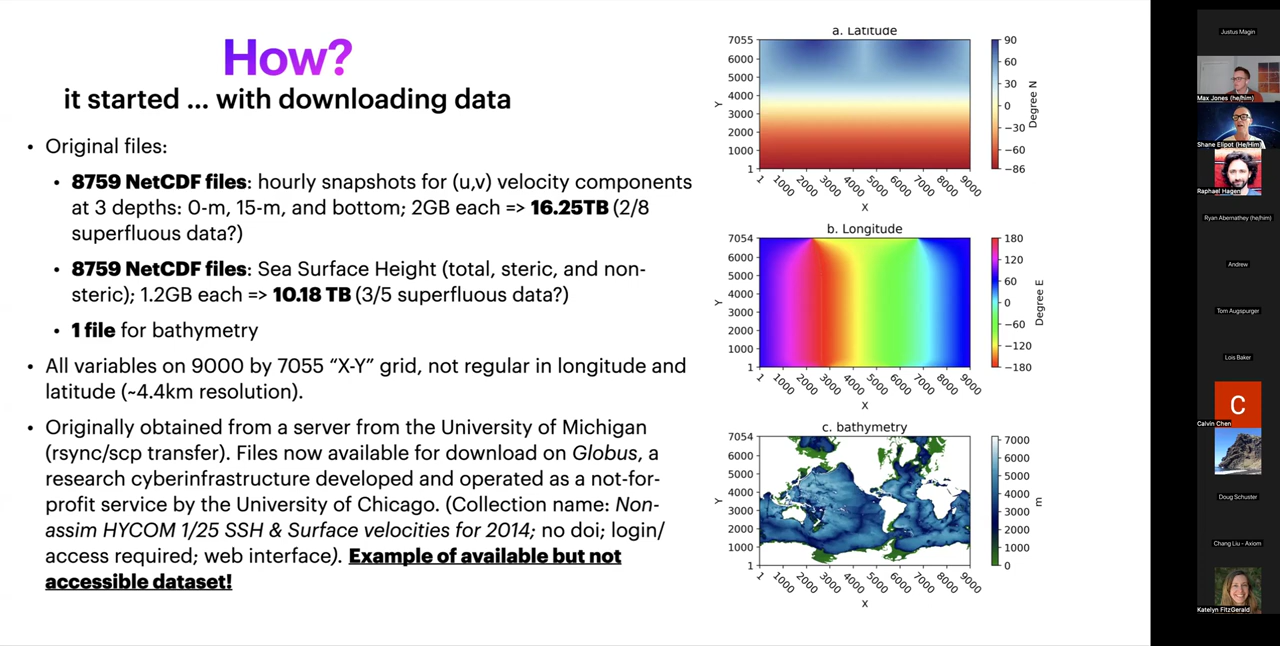 How?
it started ... with downloading data
• Original files:
• 8759 NetCDF files: hourly snapshots for (u,v) velocity components
at 3 depths: 0-m, 15-m, and bottom; 2GB each => 16.25TB (2/8
superfluous data?)
• 8759 NetCDF files: Sea Surface Height (total, steric, and non-
steric); 1.2GB each => 10.18 TB (3/5 superfluous data?)
• 1 file for bathymetry
• All variables on 9000 by 7055 “X-Y” grid, not regular in longitude and
latitude (~4.4km resolution).
• Originally obtained from a server from the University of Michigan
(rsync/scp transfer). Files now available for download on Globus, a
research cyberinfrastructure developed and operated as a not-for-
profit service by the University of Chicago. (Collection name: Non-
assim HYCOM 1/25 SSH & Surface velocities for 2014; no doi; login/
access required; web interface). Example of available but not
accessible dataset!
a. Latitude
7055
6000
5000
4000
3000
2000
1000
1
Y
1 1000 2000 3000 4000 5000 6000 7000 8000 9000
X
90
60
30
0
−30
−60
−86
Degree N
b. Longitude
7054
6000
5000
4000
3000
2000
1000
1
Y
1 1000 2000 3000 4000 5000 6000 7000 8000 9000
X
180
120
60
0
−60
−120
−180
Degree E
c. bathymetry
7054
6000
5000
4000
3000
2000
1000
1
Y
1 1000 2000 3000 4000 5000 6000 7000 8000 9000
X
7000
6000
5000
4000
3000
2000
1000
0
m
Justus Magin
Max Jones (he/him)
Shane Elipot (He/Him)
Raphael Hagen
Ryan Abernathey (he/him)
Andrew
Tom Augspurger
Lois Baker
C
Calvin Chen
Doug Schuster
Chang Liu - Axiom
Katelyn FitzGerald